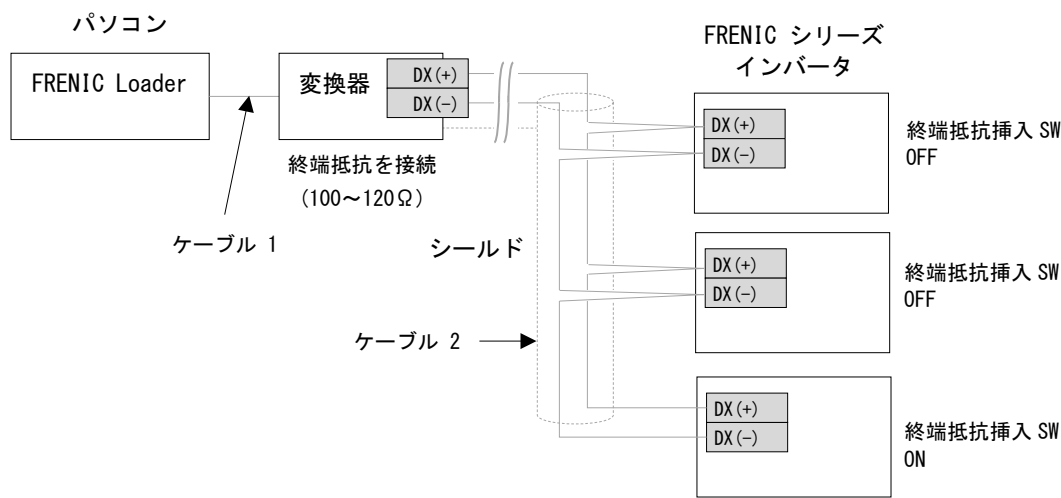 パソコン
FRENIC Loader
変換器
DX(+)
DX(-)
終端抵抗を接続
(100～120Ω)
ケーブル 1
シールド
ケーブル 2
FRENIC シリーズ
インバータ
DX(+)
DX(-)
終端抵抗挿入 SW
OFF
DX(+)
DX(-)
終端抵抗挿入 SW
OFF
DX(+)
DX(-)
終端抵抗挿入 SW
ON